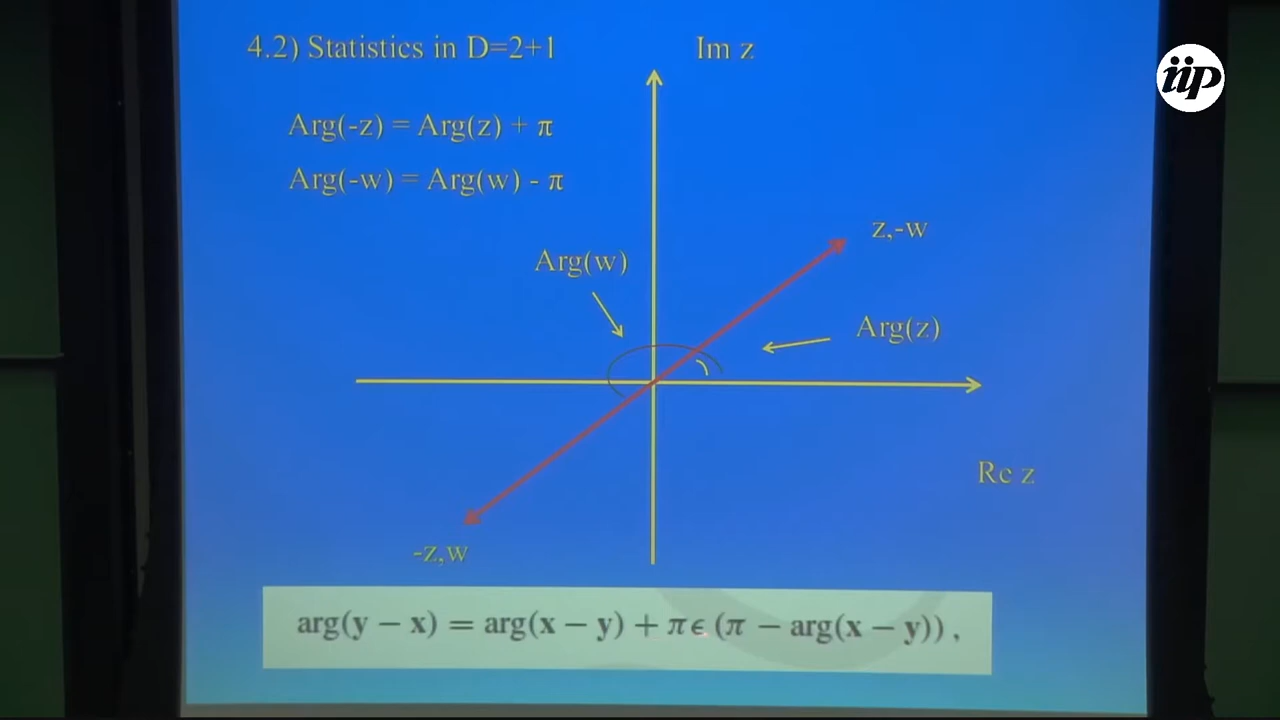 4.2) Statistics in D=2+1
Im z
iip
Arg(-z) = Arg(z) + π
Arg(-w) = Arg(w) - π
z,-w
Arg(w)
Arg(z)
Re z
-z,w
arg(y − x) = arg(x − y) + πϵ (π − arg(x − y)) ,